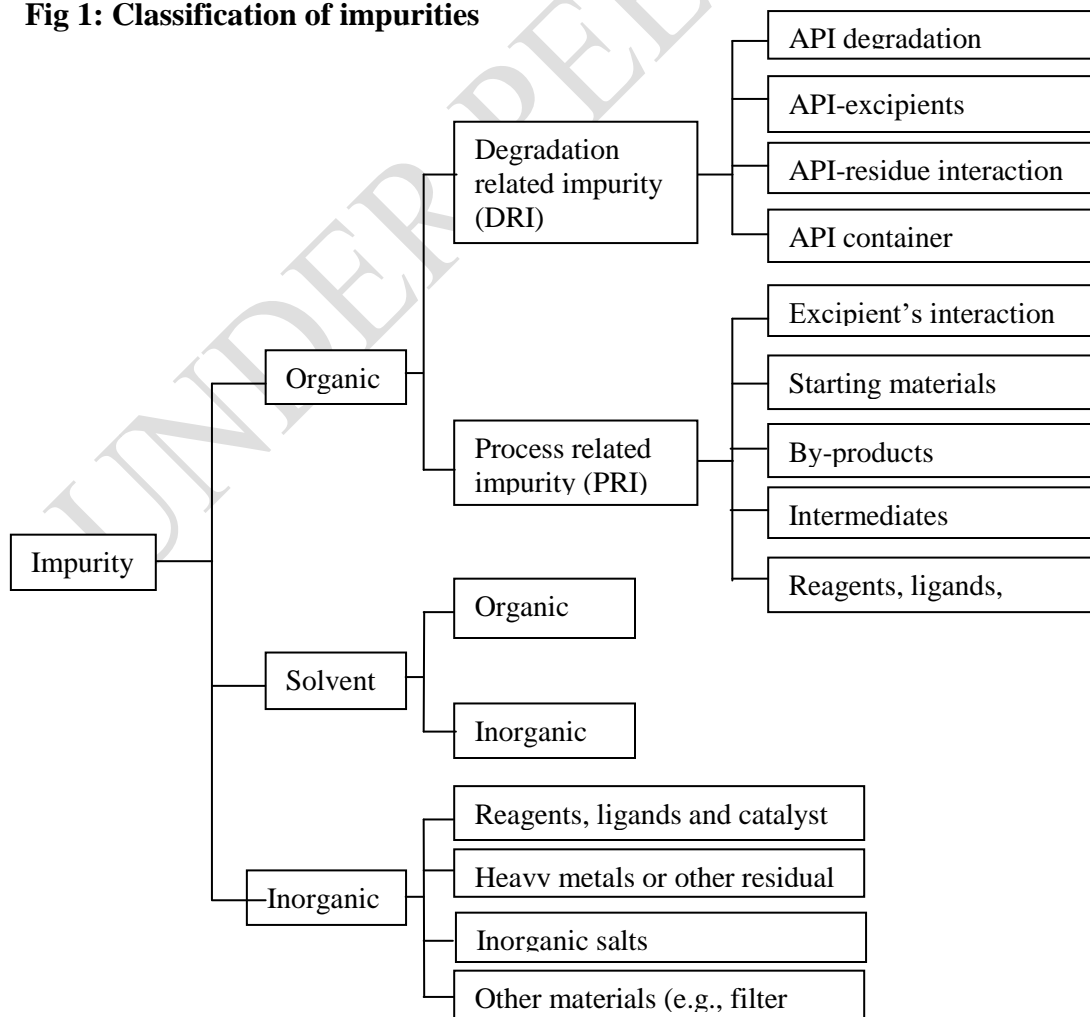 Fig 1: Classification of impurities
API degradation
API-excipients
API-residue interaction
API container
Degradation
related impurity
(DRI)
Excipient's interaction
Starting materials
By-products
Intermediates
Reagents, ligands,
Process related
impurity (PRI)
Organic
Impurity
Solvent
Organic
Inorganic
Inorganic
Reagents, ligands and catalyst
Heavy metals or other residual
Inorganic salts
Other materials (e.g., filter
UNDER